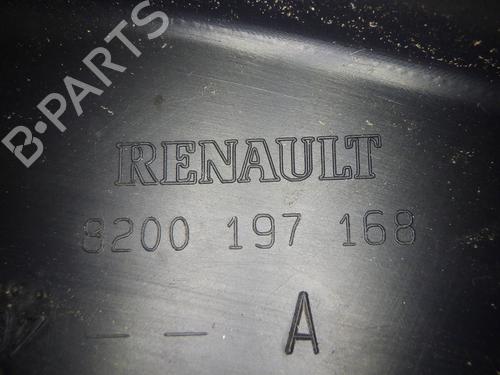 B-PARTS
RENAULT
8200 197 168
-- A